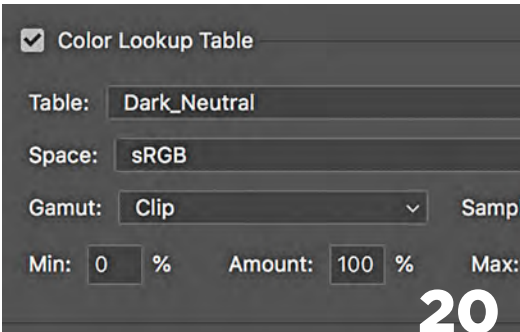 Color Lookup Table
Table: Dark_Neutral
Space: sRGB
Gamut: Clip Samp
Min: 0 % Amount: 100 % Max:
20